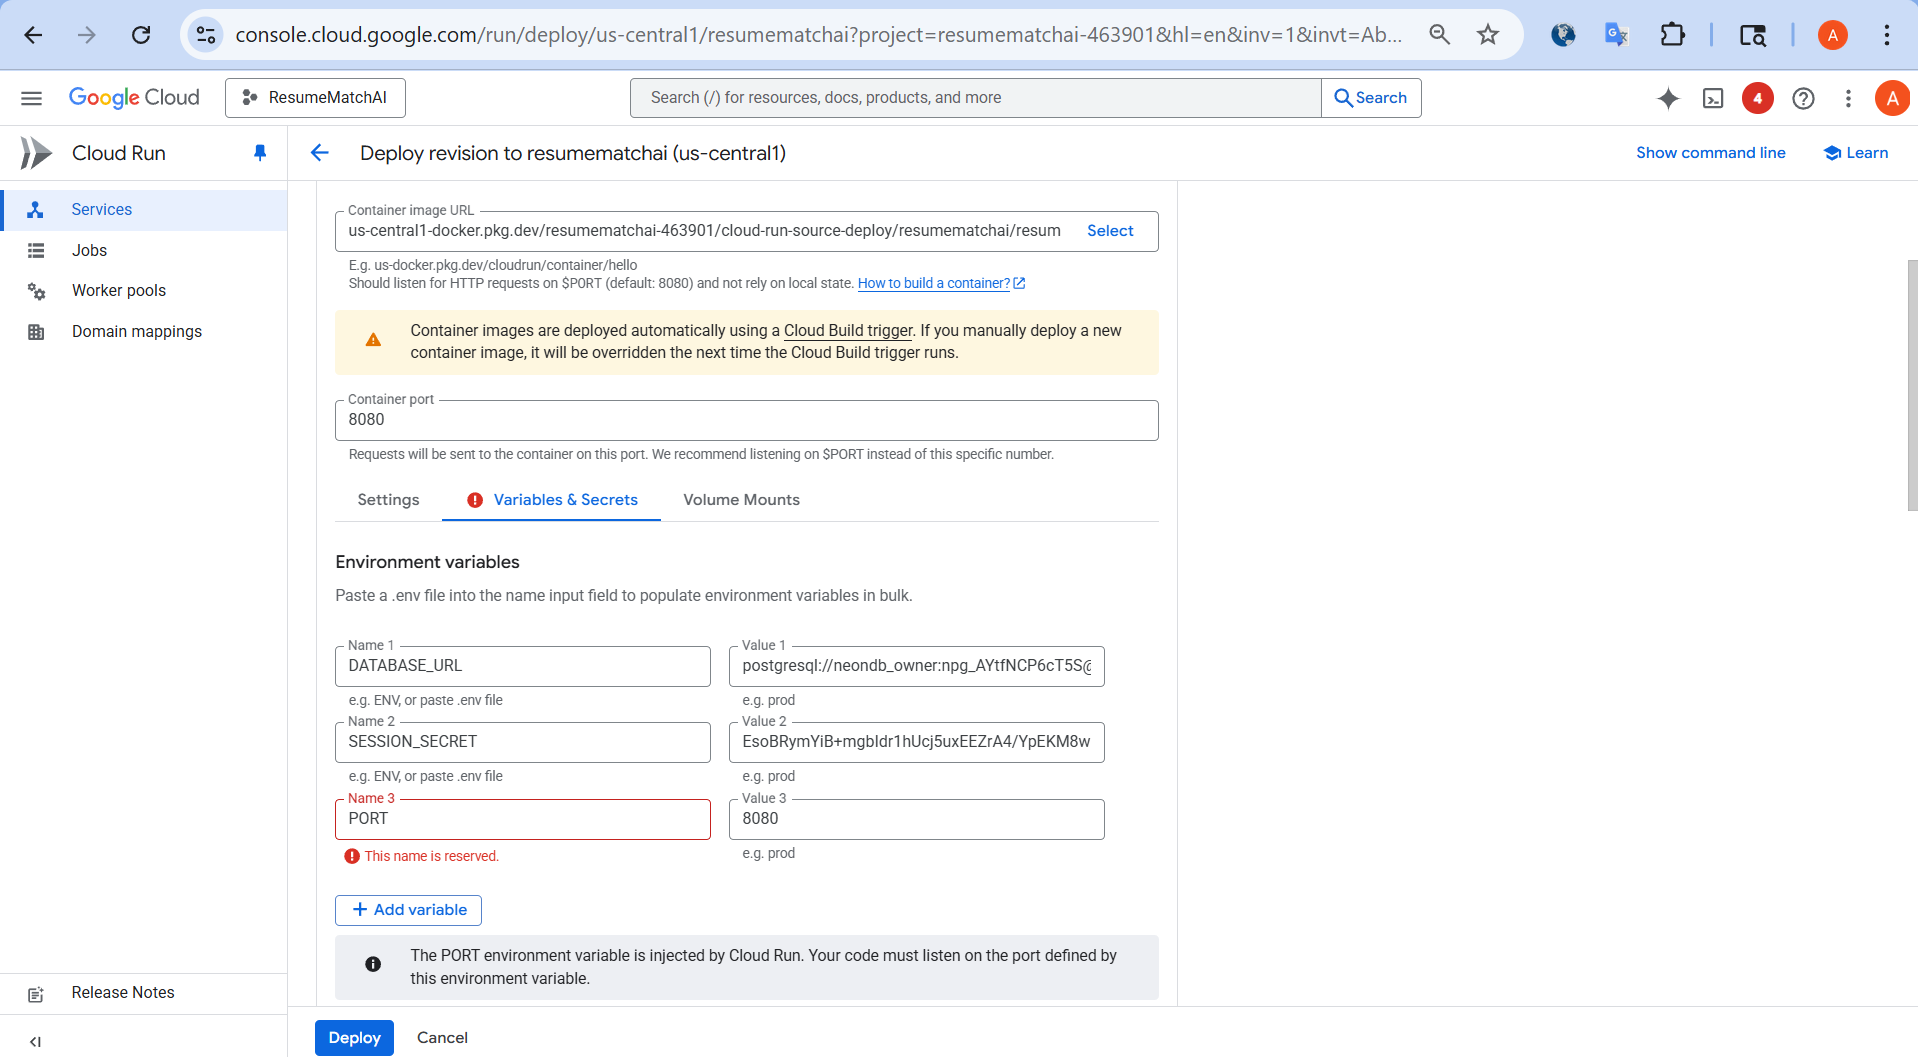 console.cloud.google.com/run/deploy/us-central1/resumematchai?project=resumematchai-463901&hl=en&inv=1&invt=Ab...
A
Google Cloud
ResumeMatchAI
Search (/) for resources, docs, products, and more
Search
4
A
Cloud Run
Deploy revision to resumematchai (us-central1)
Show command line
Learn
Services
Jobs
Worker pools
Domain mappings
Release Notes
Container image URL
us-central1-docker.pkg.dev/resumematchai-463901/cloud-run-source-deploy/resumematchai/resum
Select
E.g. us-docker.pkg.dev/cloudrun/container/hello
Should listen for HTTP requests on $PORT (default: 8080) and not rely on local state. How to build a container?
Container images are deployed automatically using a Cloud Build trigger. If you manually deploy a new
container image, it will be overridden the next time the Cloud Build trigger runs.
Container port
8080
Requests will be sent to the container on this port. We recommend listening on $PORT instead of this specific number.
Settings
Variables & Secrets
Volume Mounts
Environment variables
Paste a .env file into the name input field to populate environment variables in bulk.
Name 1
DATABASE_URL
e.g. ENV, or paste .env file
Value 1
postgresql://neondb_owner:npg_AYtfNCP6cT5S@
e.g. prod
Name 2
SESSION_SECRET
e.g. ENV, or paste .env file
Value 2
EsoBRymYiB+mgbIdr1hUcj5uxEEZrA4/YpEKM8w
e.g. prod
Name 3
PORT
This name is reserved.
Value 3
8080
e.g. prod
Add variable
The PORT environment variable is injected by Cloud Run. Your code must listen on the port defined by
this environment variable.
Deploy
Cancel